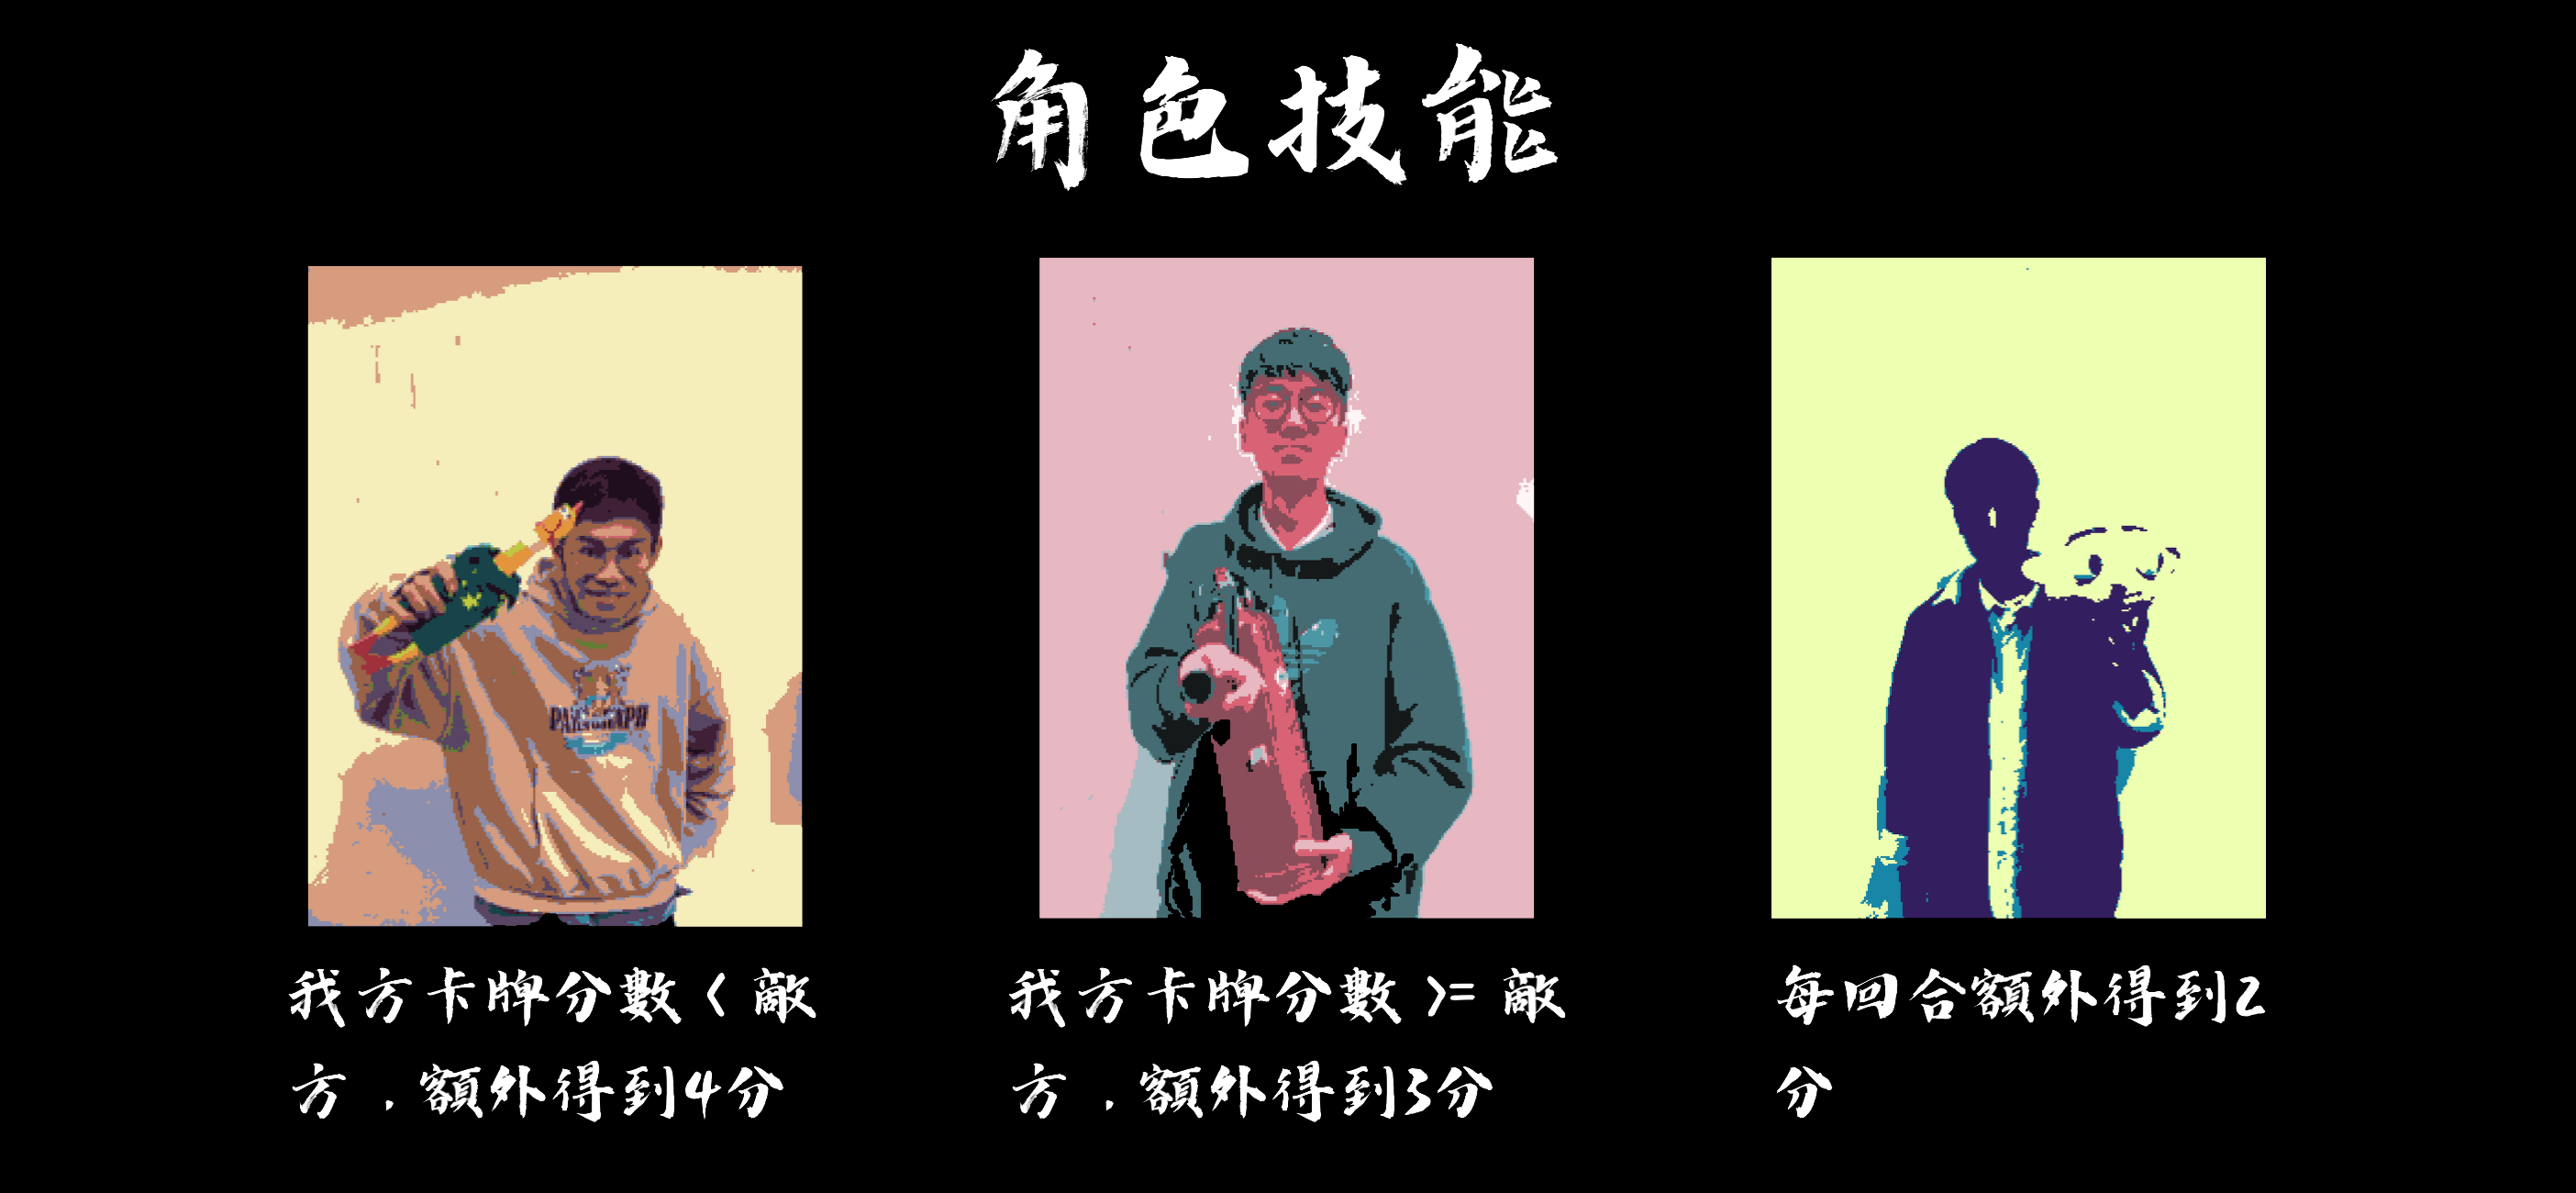 角色技能
我方卡牌分數 < 敵
方，額外得到4分
我方卡牌分數 >= 敵
方，額外得到3分
每回合額外得到2
分